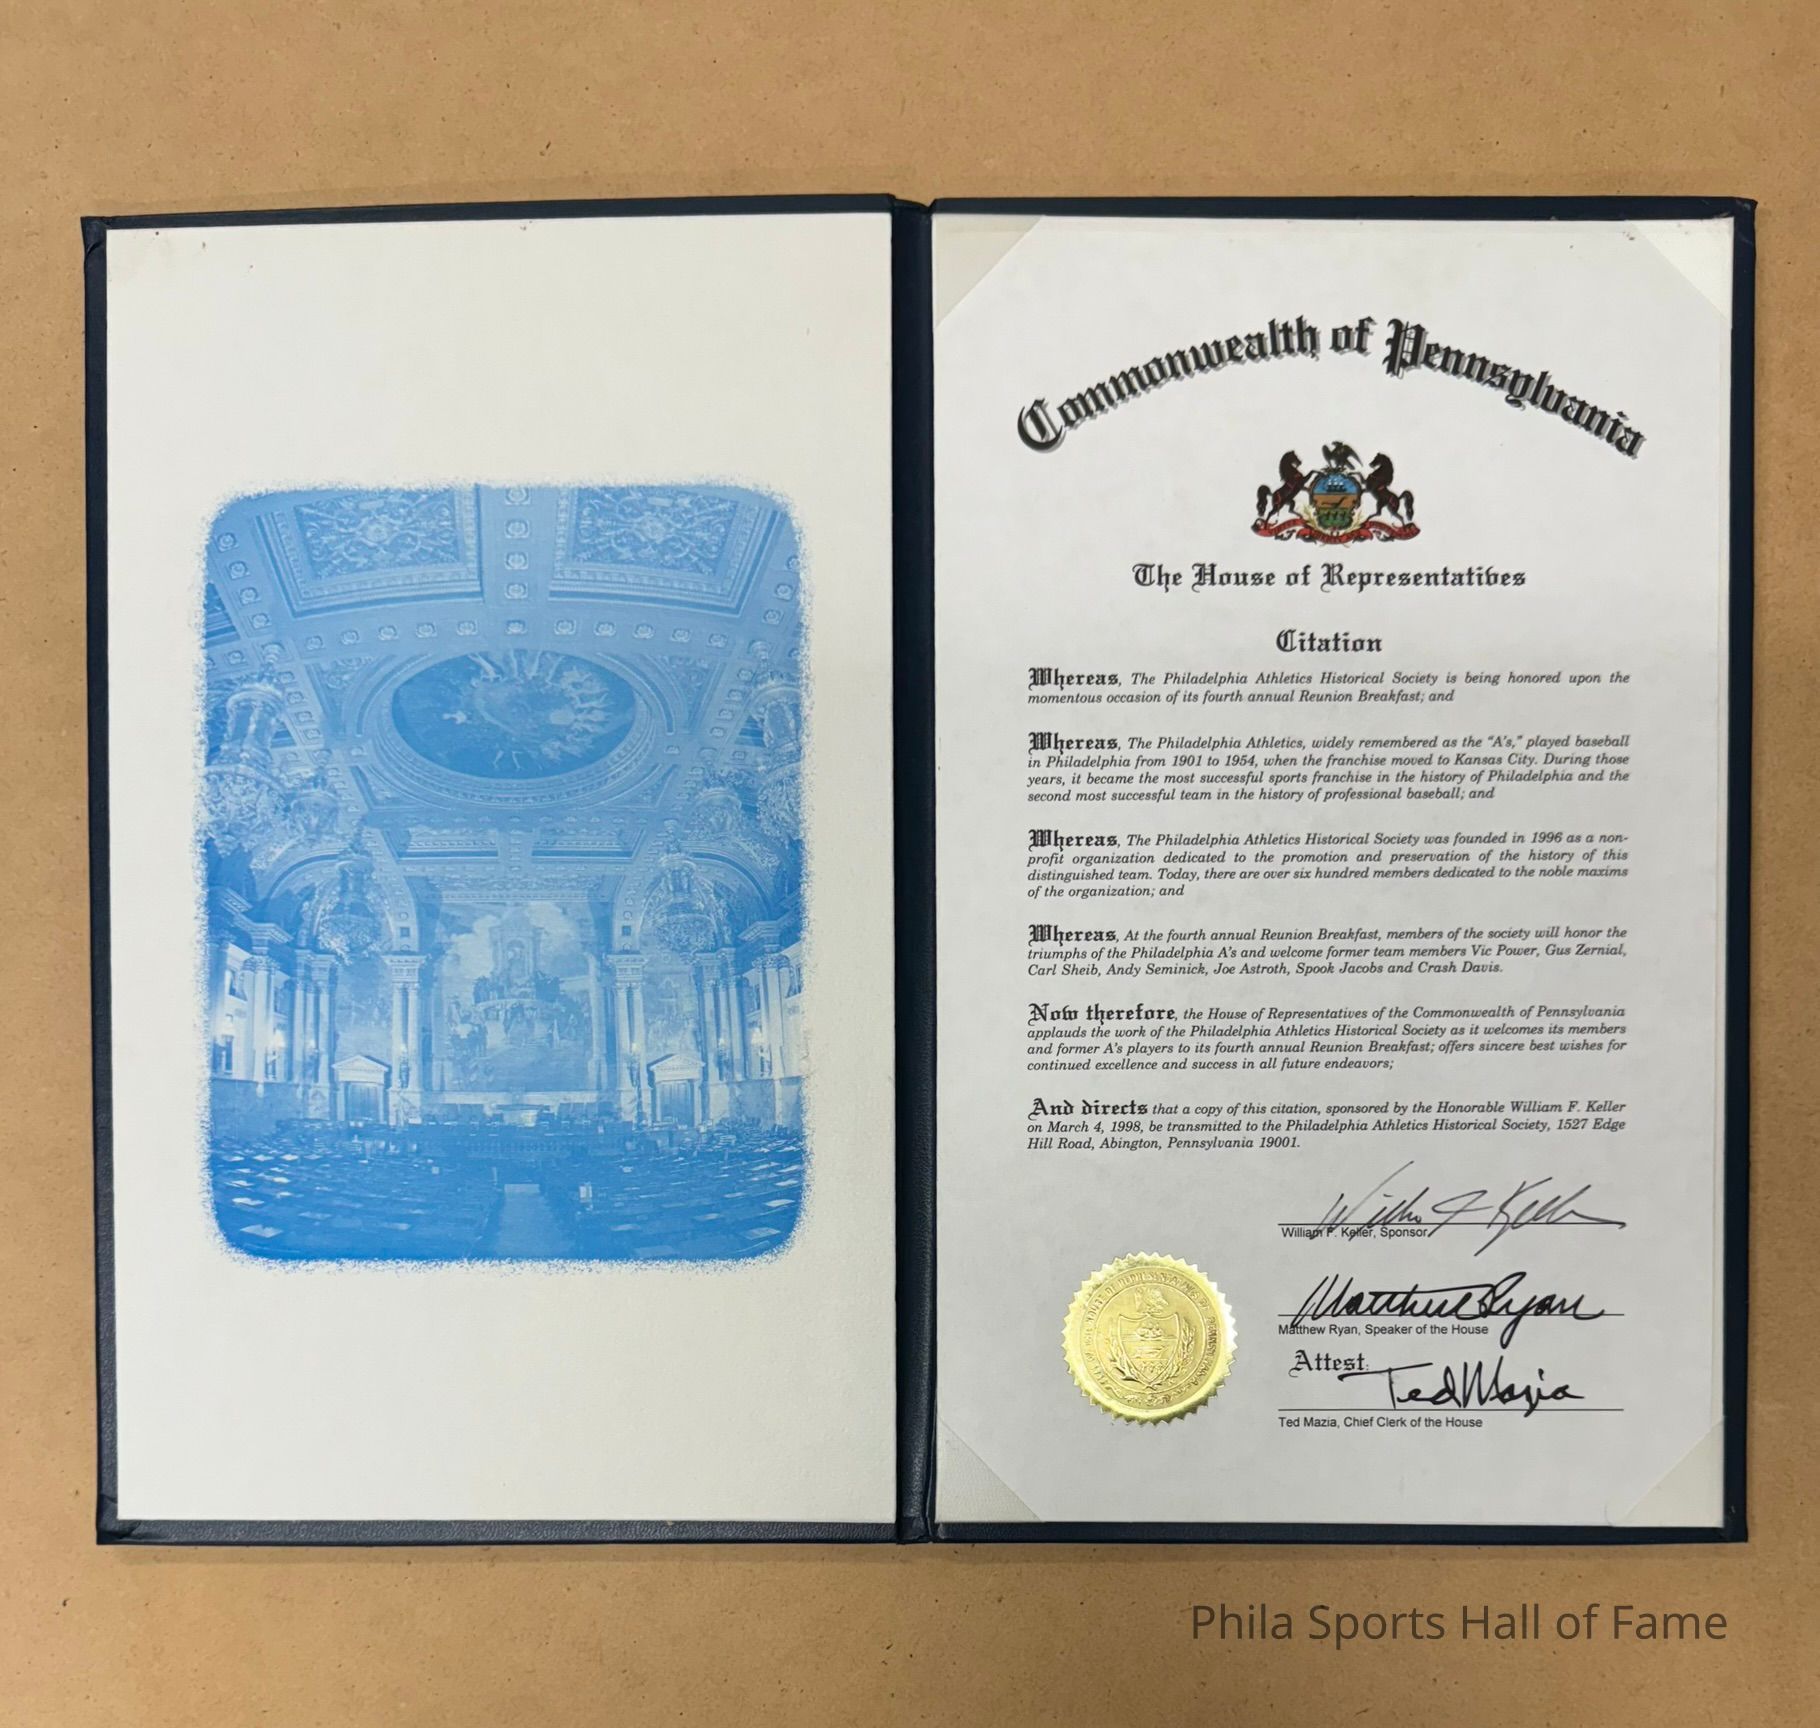 Commonwealth of Pennsylvania
The House of Representatives
Citation
Whereas, The Philadelphia Athletics Historical Society is being honored upon the
momentous occasion of its fourth annual Reunion Breakfast; and
Whereas, The Philadelphia Athletics, widely remembered as the “A’s,” played baseball
in Philadelphia from 1901 to 1954, when the franchise moved to Kansas City. During those
years, it became the most successful sports franchise in the history of Philadelphia and the
second most successful team in the history of professional baseball; and
Whereas, The Philadelphia Athletics Historical Society was founded in 1996 as a non-
profit organization dedicated to the promotion and preservation of the history of this
distinguished team. Today, there are over six hundred members dedicated to the noble maxims
of the organization; and
Whereas, At the fourth annual Reunion Breakfast, members of the society will honor the
triumphs of the Philadelphia A’s and welcome former team members Vic Power, Gus Zernial,
Carl Sheib, Andy Seminick, Joe Astroth, Spook Jacobs and Crash Davis.
Now therefore, the House of Representatives of the Commonwealth of Pennsylvania
applauds the work of the Philadelphia Athletics Historical Society as it welcomes its members
and former A’s players to its fourth annual Reunion Breakfast; offers sincere best wishes for
continued excellence and success in all future endeavors;
And directs that a copy of this citation, sponsored by the Honorable William F. Keller
on March 4, 1998, be transmitted to the Philadelphia Athletics Historical Society, 1527 Edge
Hill Road, Abington, Pennsylvania 19001.
William F. Keller, Sponsor
Matthew Ryan
Matthew Ryan, Speaker of the House
Attest:
Ted Mazia
Ted Mazia, Chief Clerk of the House
Phila Sports Hall of Fame